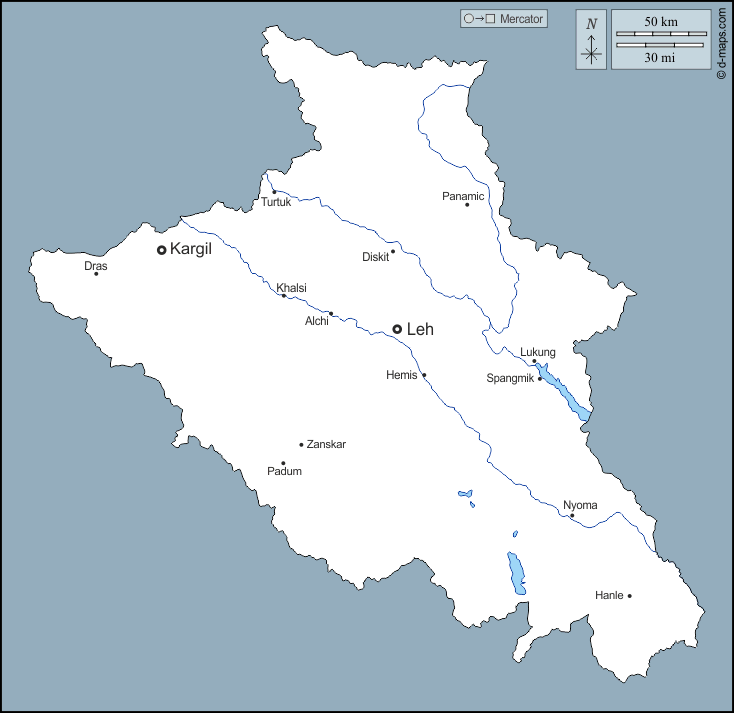 Mercator
N
50 km
30 mi
© d-maps.com
Turtuk
Panamic
Kargil
Dras
Diskit
Khalsi
Alchi
Leh
Lukung
Hemis
Spangmik
Zanskar
Padum
Nyoma
Hanle